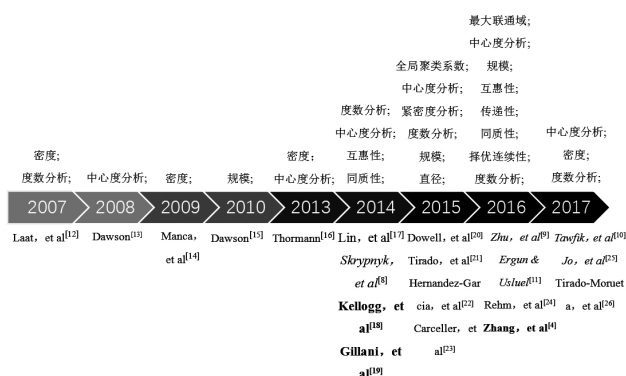 最大联通域;
中心度分析;
全局聚类系数;
规模;
中心度分析;
互惠性;
度数分析;
紧密度分析;
传递性;
中心度分析;
度数分析;
同质性;
中心度分析;
密度;
密度;
互惠性;
规模;
择优连续性;
密度;
度数分析;
中心度分析;
密度;
规模;
中心度分析;
同质性;
直径;
度数分析;
度数分析;
2007 2008 2009 2010 2013 2014 2015 2016 2017
Laat，et al[12]
Dawson[13]
Manca，
et al[14]
Dawson[15]
Thormann[16]
Lin，et al[17]
Skrypnyk，
et al[8]
Kellogg，et
al[18]
Gillani，et
al[19]
Dowell，et al[20]
Tirado，et al[21]
Hernandez-Gar
cia，et al[22]
Carceller，et
al[23]
Zhu，et al[9]
Ergun &
Usluel[11]
Rehm，et al[24]
Zhang，et al[4]
Tawfik，et al[10]
Jo，et al[25]
Tirado-Moruet
a，et al[26]